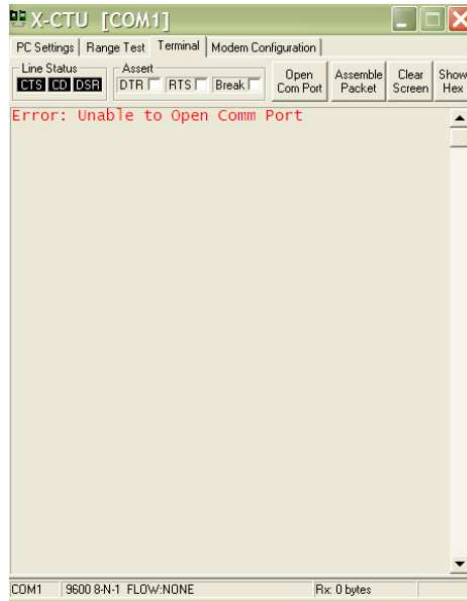 X-CTU [COM1]
PC Settings Range Test Terminal Modem Configuration
Line Status Assert
CTS CD DSR DTR RTS Break Open Com Port Assemble Packet Clear Screen Show Hex
Error: Unable to Open Comm Port
COM1 9600 8-N-1 FLOW:NONE Rx: 0 bytes